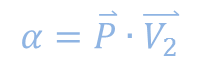 α = P⃗ · V⃗₂